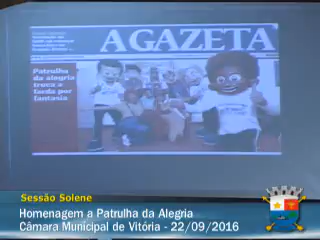 A GAZETA
Patrulha
da alegria
troca a
farda por
fantasia
Sessão Solene
Homenagem a Patrulha da Alegria
Câmara Municipal de Vitória - 22/09/2016